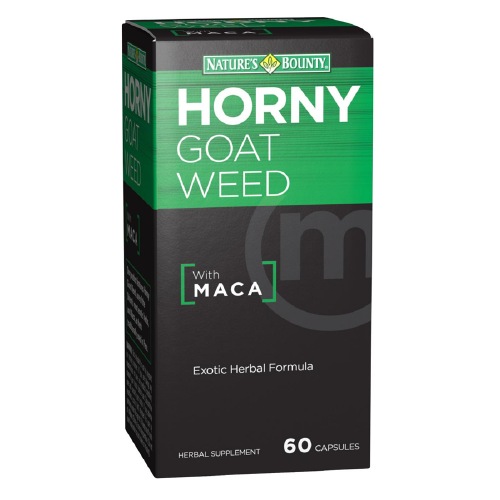 NATURE'S BOUNTY®
HORNY
GOAT
WEED
m
With
MACA
Exotic Herbal Formula
HERBAL SUPPLEMENT
60 CAPSULES